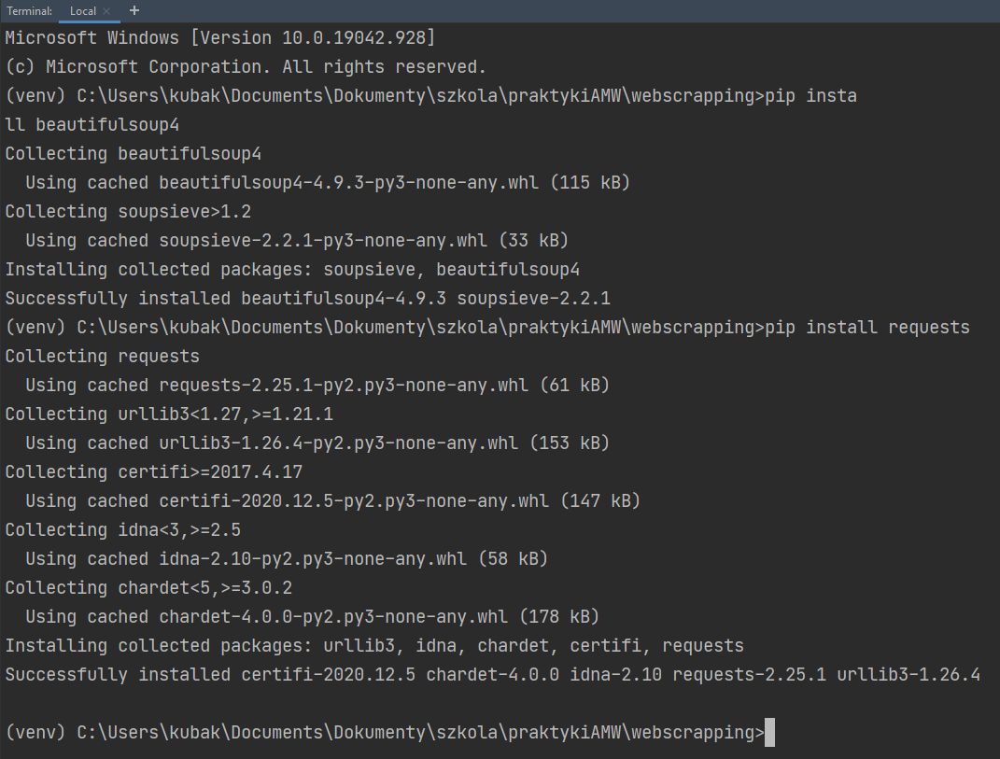 Terminal: Local × +
Microsoft Windows [Version 10.0.19042.928]
(c) Microsoft Corporation. All rights reserved.
(venv) C:\Users\kubak\Documents\Dokumenty\szkola\praktykiAMW\webscrapping>pip insta
ll beautifulsoup4
Collecting beautifulsoup4
  Using cached beautifulsoup4-4.9.3-py3-none-any.whl (115 kB)
Collecting soupsieve>1.2
  Using cached soupsieve-2.2.1-py3-none-any.whl (33 kB)
Installing collected packages: soupsieve, beautifulsoup4
Successfully installed beautifulsoup4-4.9.3 soupsieve-2.2.1
(venv) C:\Users\kubak\Documents\Dokumenty\szkola\praktykiAMW\webscrapping>pip install requests
Collecting requests
  Using cached requests-2.25.1-py2.py3-none-any.whl (61 kB)
Collecting urllib3<1.27,>=1.21.1
  Using cached urllib3-1.26.4-py2.py3-none-any.whl (153 kB)
Collecting certifi>=2017.4.17
  Using cached certifi-2020.12.5-py2.py3-none-any.whl (147 kB)
Collecting idna<3,>=2.5
  Using cached idna-2.10-py2.py3-none-any.whl (58 kB)
Collecting chardet<5,>=3.0.2
  Using cached chardet-4.0.0-py2.py3-none-any.whl (178 kB)
Installing collected packages: urllib3, idna, chardet, certifi, requests
Successfully installed certifi-2020.12.5 chardet-4.0.0 idna-2.10 requests-2.25.1 urllib3-1.26.4
(venv) C:\Users\kubak\Documents\Dokumenty\szkola\praktykiAMW\webscrapping>